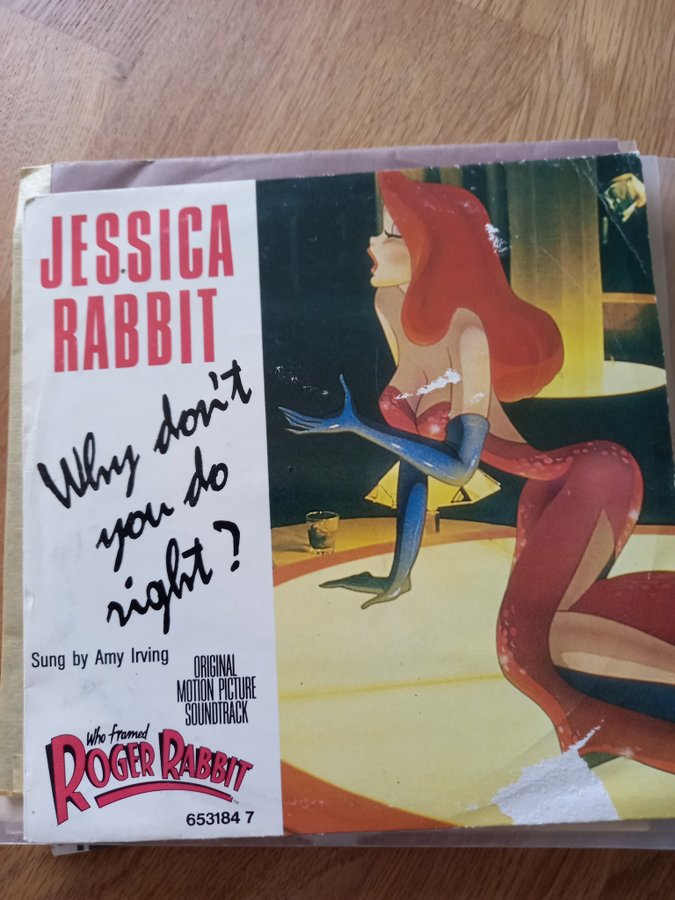 JESSICA
RABBIT
Why don't
you do
right?
Sung by Amy Irving
ORIGINAL
MOTION PICTURE
SOUNDTRACK
Who framed
ROGER RABBIT
TM
653184 7